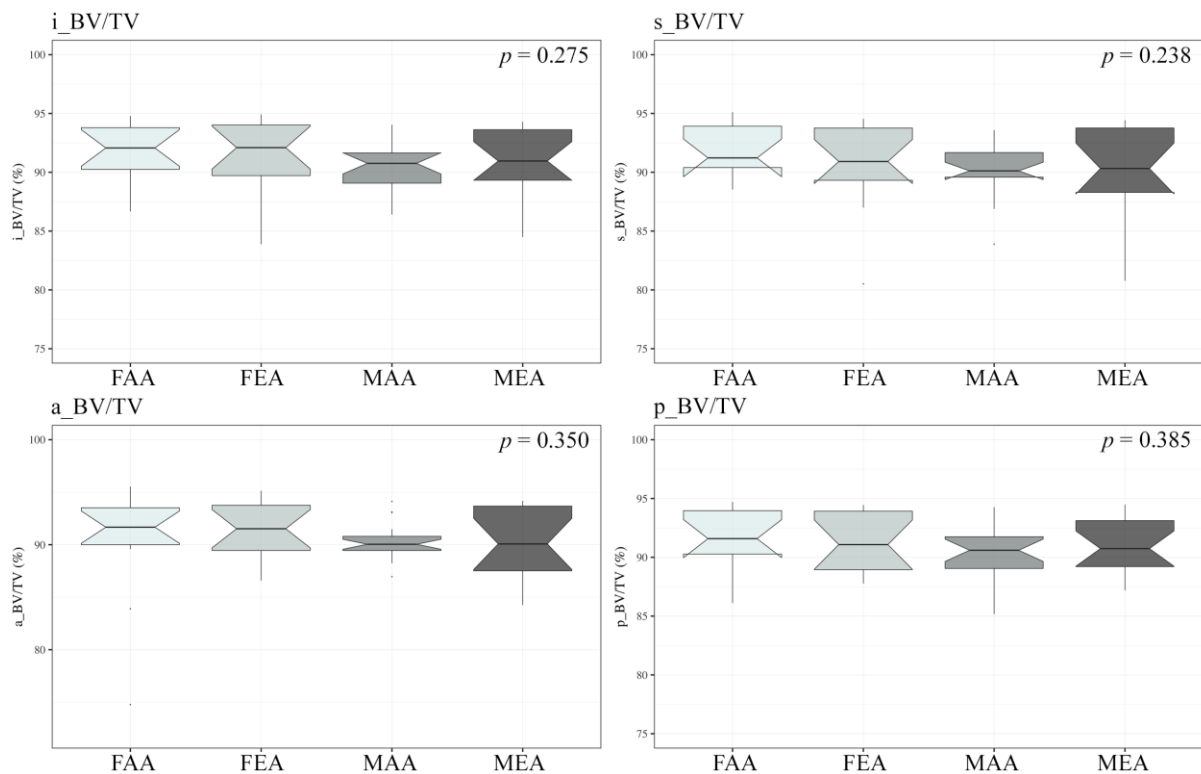 i_BV/TV
p = 0.275
100
95
90
85
80
75
i_BV/TV (%)
FAA FEA MAA MEA
s_BV/TV
p = 0.238
100
95
90
85
80
75
s_BV/TV (%)
FAA FEA MAA MEA
a_BV/TV
p = 0.350
100
90
80
a_BV/TV (%)
FAA FEA MAA MEA
p_BV/TV
p = 0.385
100
95
90
85
80
75
p_BV/TV (%)
FAA FEA MAA MEA